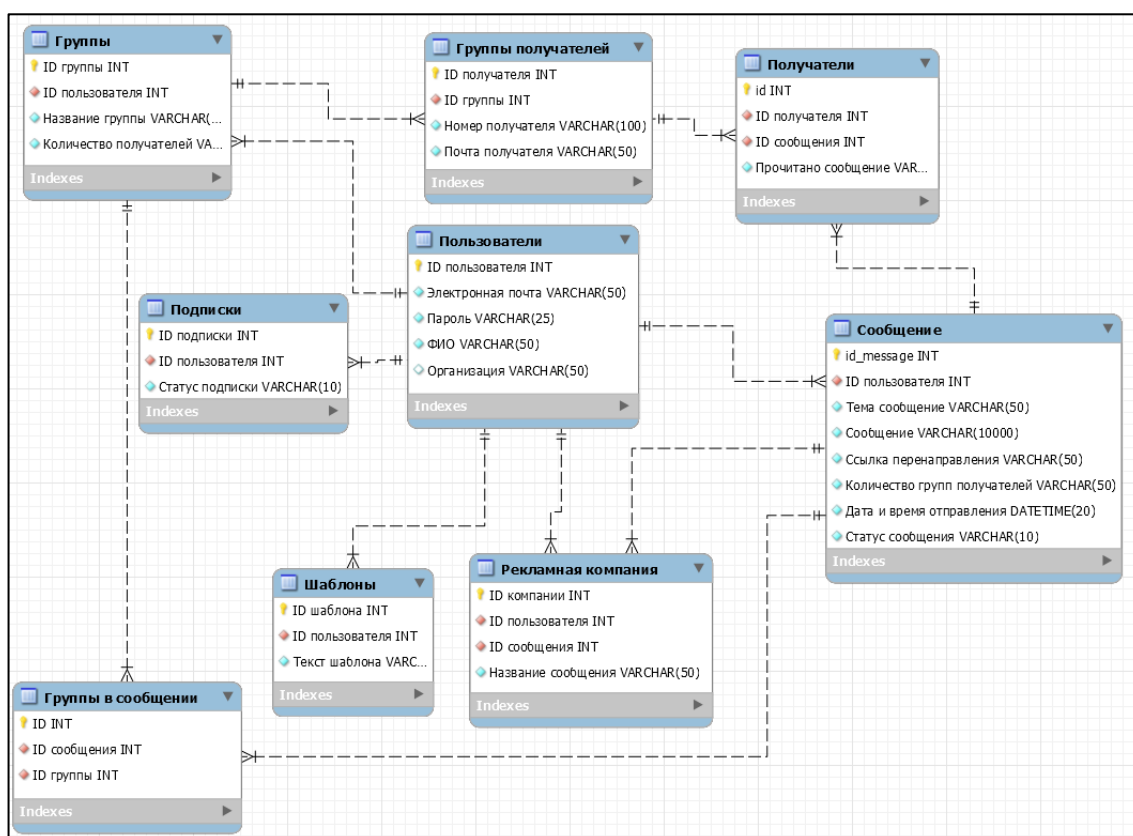 Группы
ID группы INT
ID пользователя INT
Название группы VARCHAR(...
Количество получателей VA...
Indexes
Группы получателей
ID получателя INT
ID группы INT
Номер получателя VARCHAR(100)
Почта получателя VARCHAR(50)
Indexes
Получатели
id INT
ID получателя INT
ID сообщения INT
Прочитано сообщение VAR...
Indexes
Пользователи
ID пользователя INT
Электронная почта VARCHAR(50)
Пароль VARCHAR(25)
ФИО VARCHAR(50)
Организация VARCHAR(50)
Indexes
Подписки
ID подписки INT
ID пользователя INT
Статус подписки VARCHAR(10)
Indexes
Сообщение
id_message INT
ID пользователя INT
Тема сообщение VARCHAR(50)
Сообщение VARCHAR(10000)
Ссылка перенаправления VARCHAR(50)
Количество групп получателей VARCHAR(50)
Дата и время отправления DATETIME(20)
Статус сообщения VARCHAR(10)
Indexes
Шаблоны
ID шаблона INT
ID пользователя INT
Текст шаблона VARC...
Indexes
Рекламная компания
ID компании INT
ID пользователя INT
ID сообщения INT
Название сообщения VARCHAR(50)
Indexes
Группы в сообщении
ID INT
ID сообщения INT
ID группы INT
Indexes